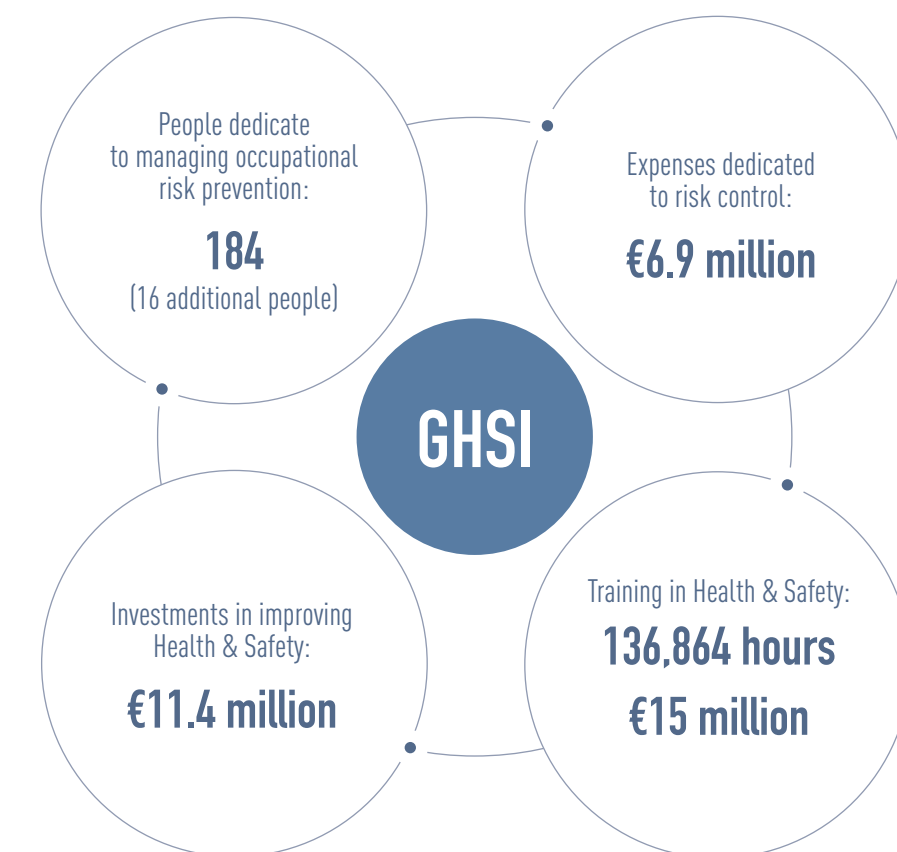 People dedicate
to managing occupational
risk prevention:
184
(16 additional people)
Expenses dedicated
to risk control:
€6.9 million
GHSI
Investments in improving
Health & Safety:
€11.4 million
Training in Health & Safety:
136,864 hours
€15 million